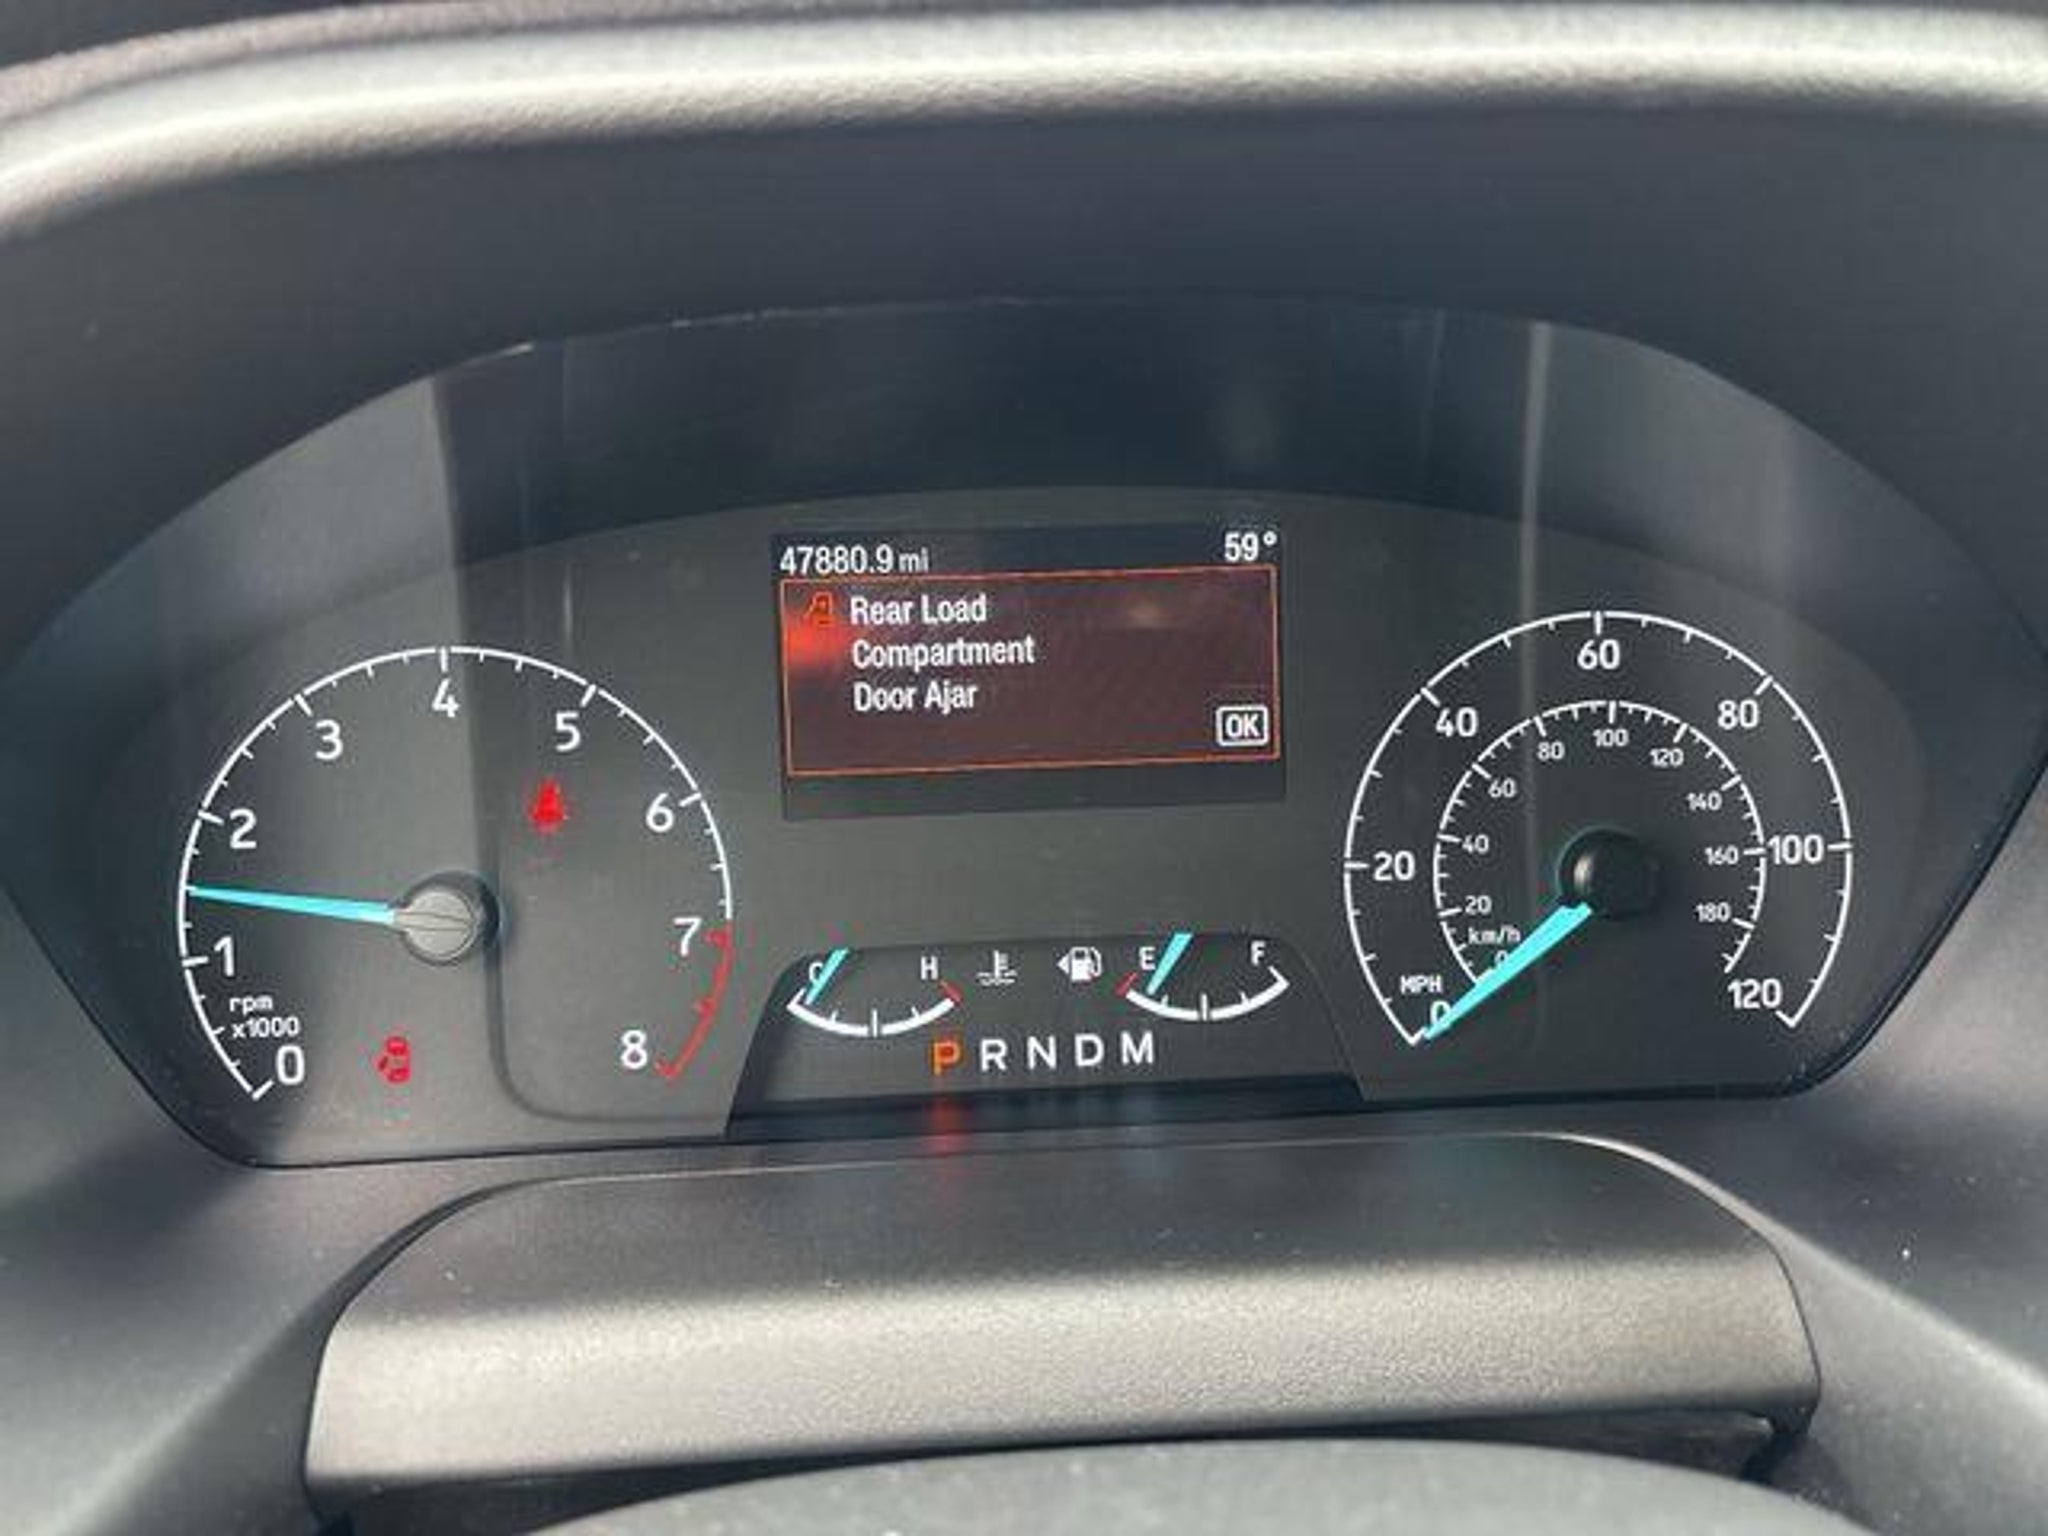 47880.9 mi 59°
Rear Load
Compartment
Door Ajar
OK
0 1 2 3 4 5 6 7 8
rpm
x1000
C H
E F
P R N D M
0 20 40 60 80 100 120
MPH
0 20 40 60 80 100 120 140 160 180
km/h